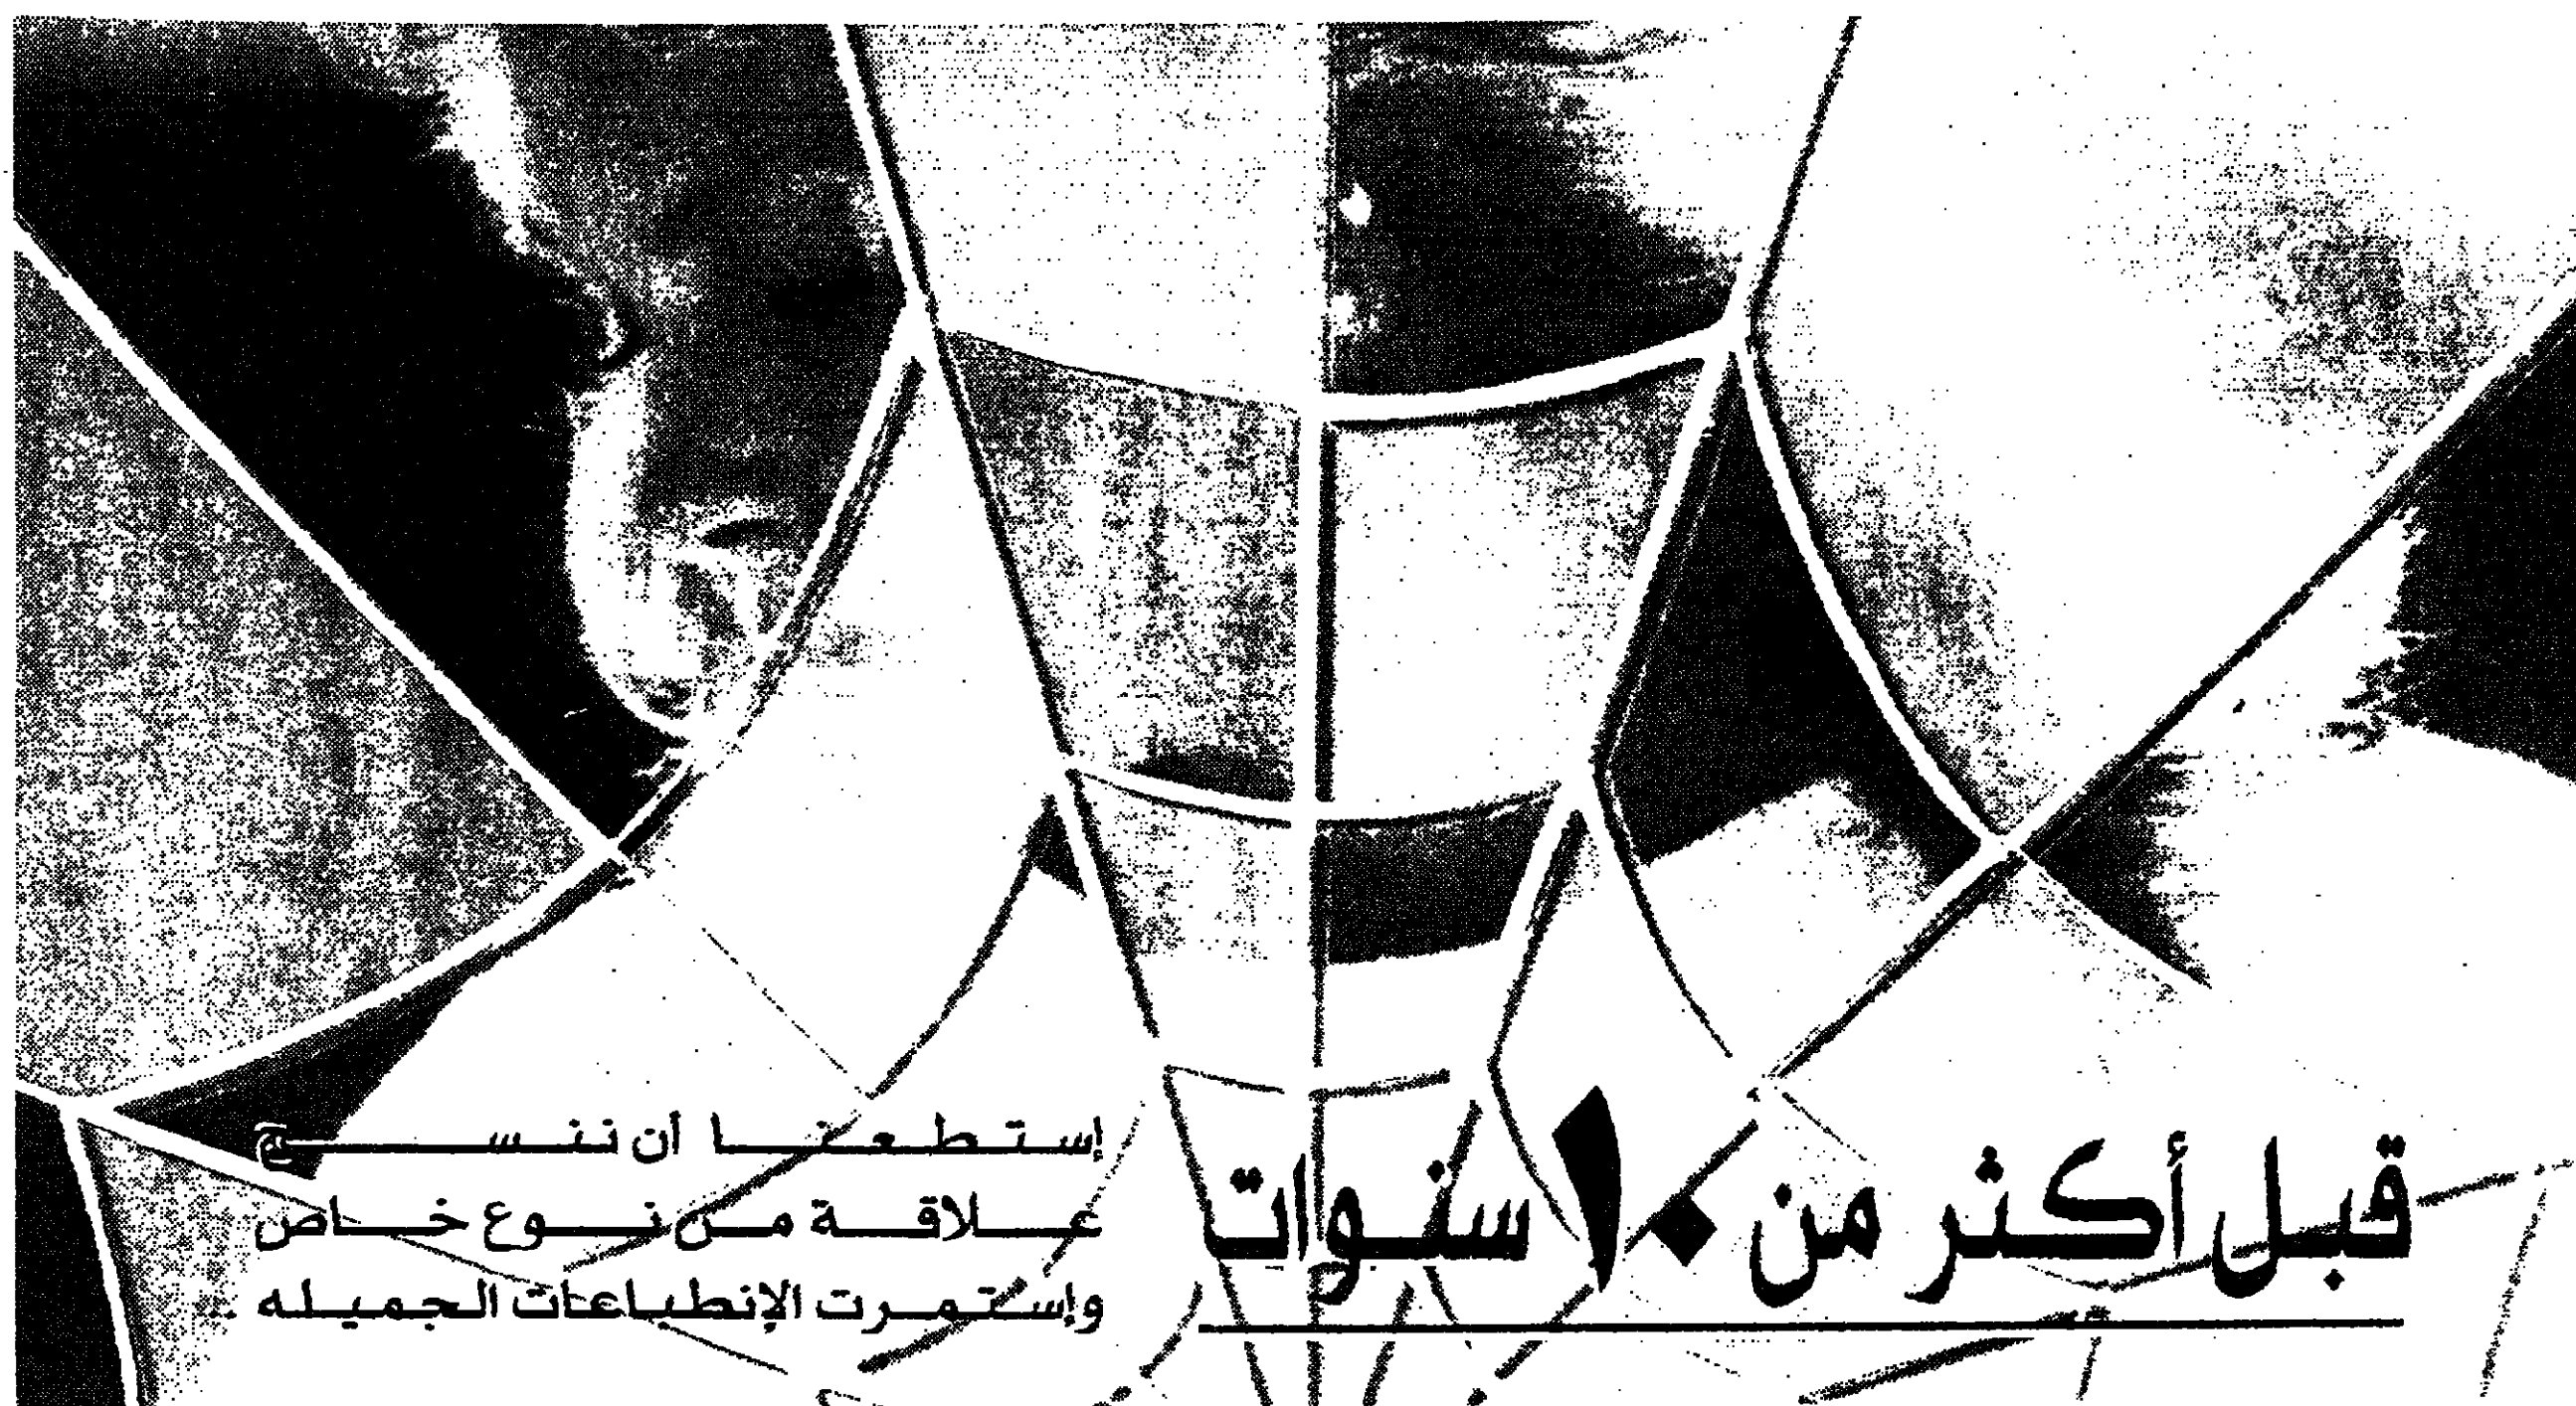 قبل أكثر من ١٠ سنوات
إستطعنا أن ننسج
علاقة من نوع خاص
وإستمرت الإنطباعات الجميله ..